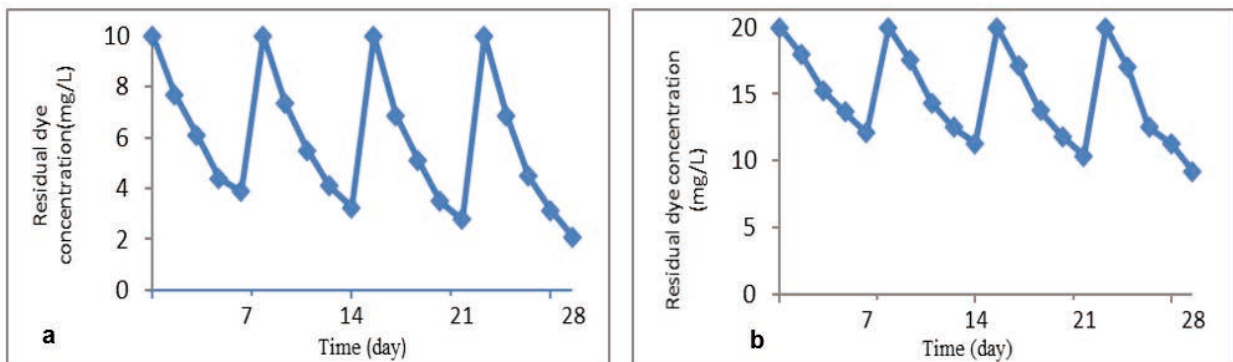 Residual dye
concentration(mg/L)
10
8
6
4
2
0
7
14
21
28
Time (day)
a
Residual dye concentration
(mg/L)
20
15
10
5
0
7
14
21
28
Time (day)
b